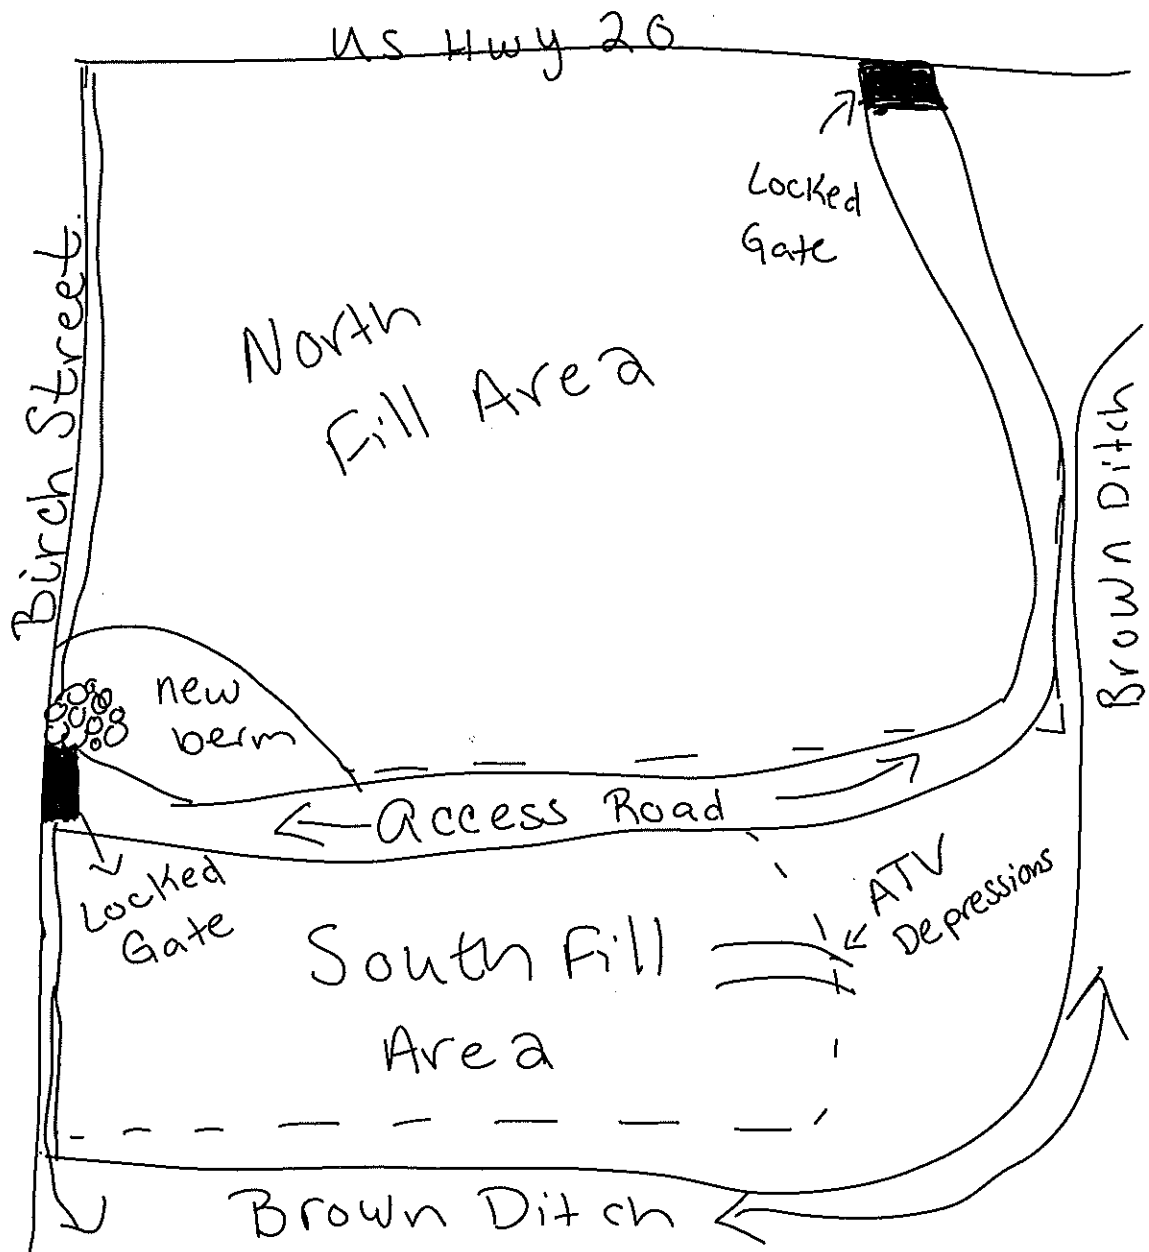 US Hwy 20
Locked
Gate
North
Fill Area
Birch Street.
Brown Ditch
new
berm
Access Road
Locked
Gate
ATV
Depressions
South Fill
Area
Brown Ditch